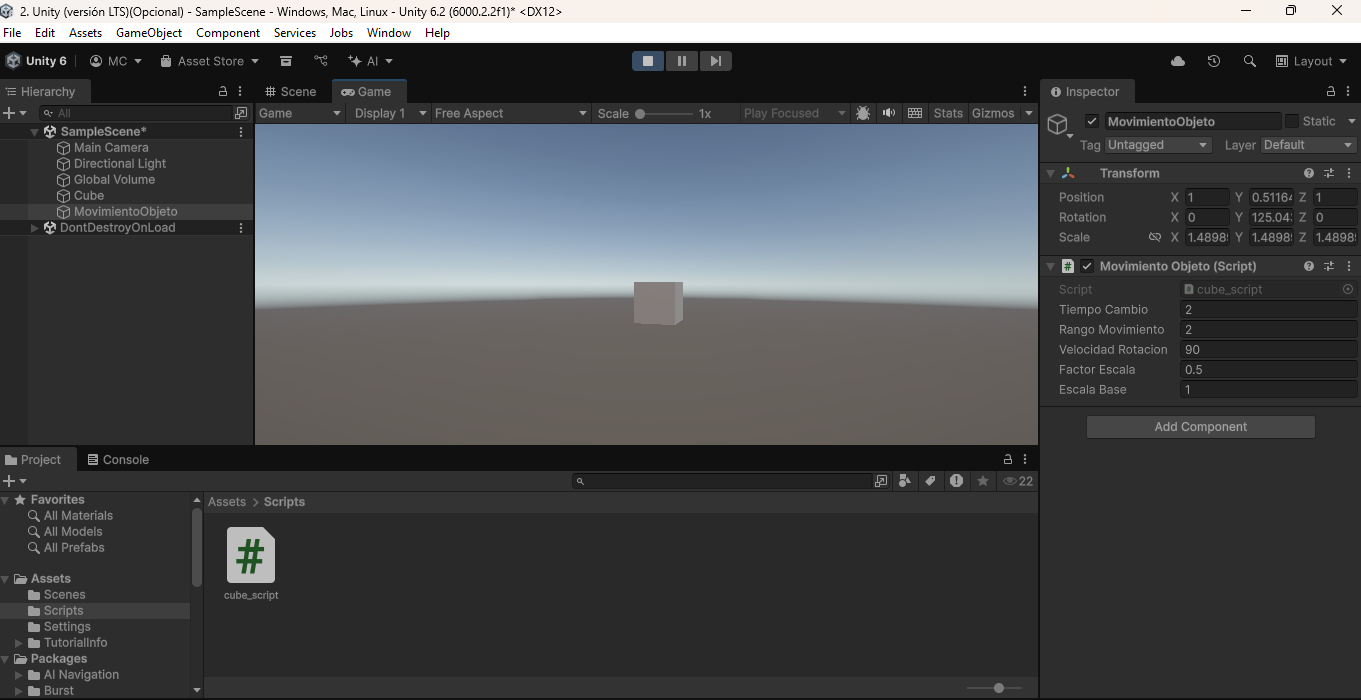 2. Unity (versión LTS)(Opcional) - SampleScene - Windows, Mac, Linux - Unity 6.2 (6000.2.2f1)* <DX12>
File Edit Assets GameObject Component Services Jobs Window Help
Unity 6 MC Asset Store AI Layout
Hierarchy
All
SampleScene*
Main Camera
Directional Light
Global Volume
Cube
MovimientoObjeto
DontDestroyOnLoad
Scene Game
Game Display 1 Free Aspect Scale 1x Play Focused Stats Gizmos
Inspector
MovimientoObjeto Static
Tag Untagged Layer Default
Transform
Position X 1 Y 0.5116 Z 1
Rotation X 0 Y 125.04 Z 0
Scale X 1.4898 Y 1.4898 Z 1.4898
# Movimiento Objeto (Script)
Script cube_script
Tiempo Cambio 2
Rango Movimiento 2
Velocidad Rotacion 90
Factor Escala 0.5
Escala Base 1
Add Component
Project Console
22
Favorites
All Materials
All Models
All Prefabs
Assets
Scenes
Scripts
Settings
TutorialInfo
Packages
AI Navigation
Burst
Assets > Scripts
#
cube_script